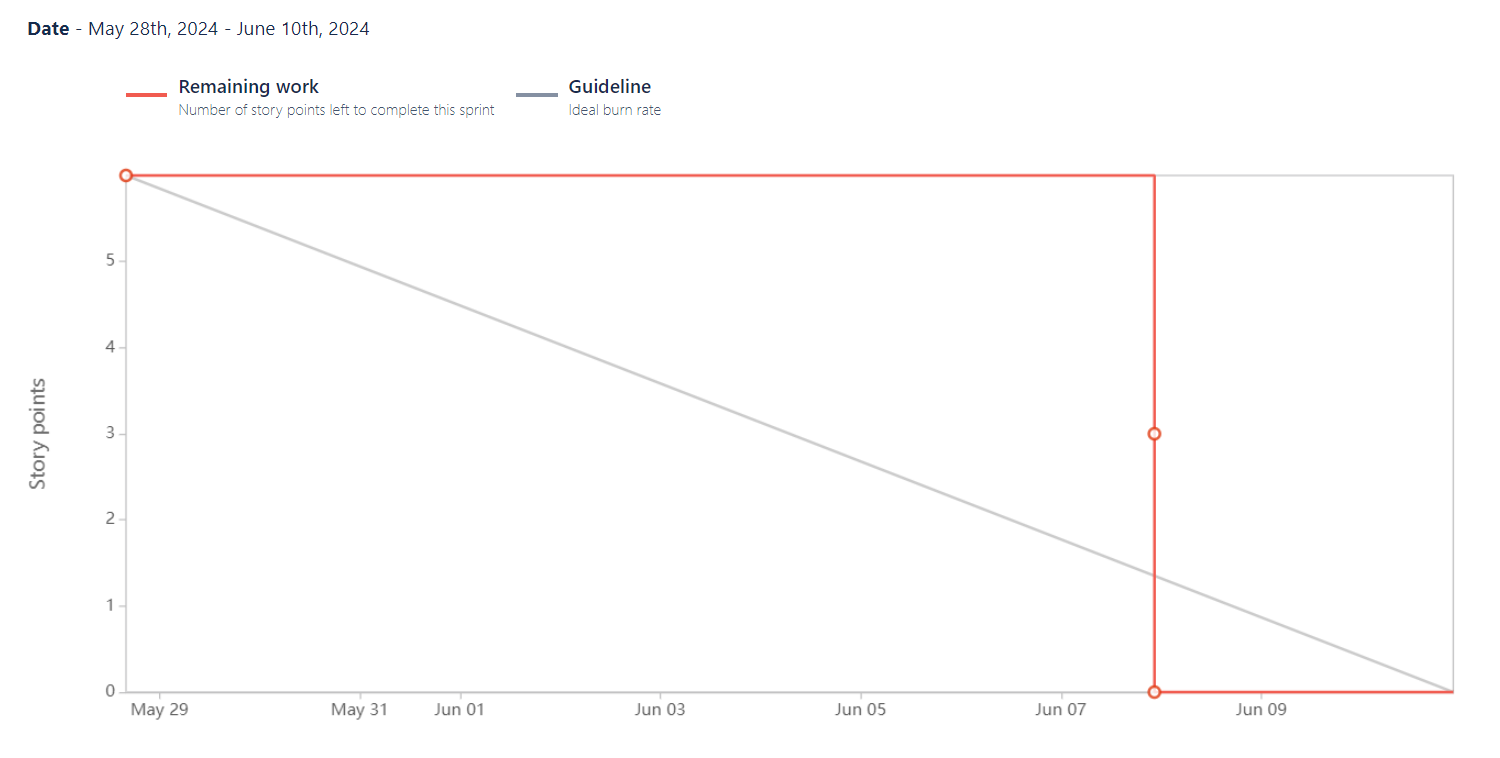 Date - May 28th, 2024 - June 10th, 2024
Remaining work
Number of story points left to complete this sprint
Guideline
Ideal burn rate
Story points
5
4
3
2
1
0
May 29
May 31
Jun 01
Jun 03
Jun 05
Jun 07
Jun 09